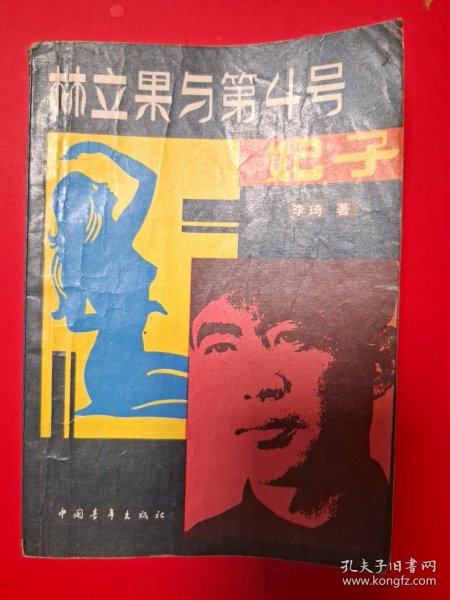 林立果与第4号
妃子
李琦 著
中国青年出版社
孔夫子旧书网
www.kongfz.com